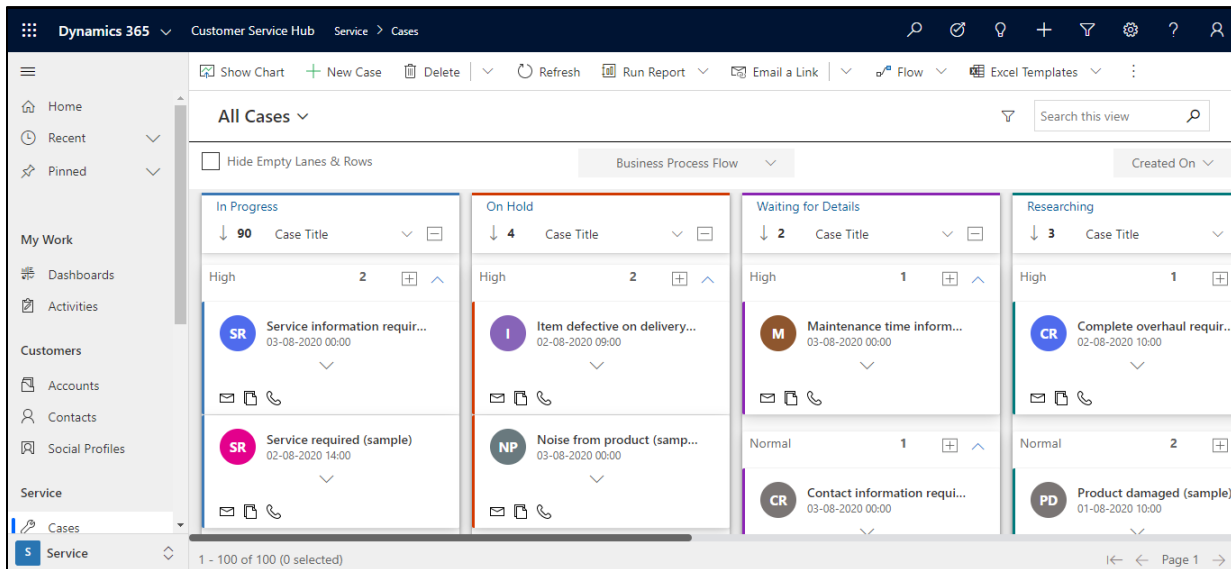 Dynamics 365 Customer Service Hub Service > Cases
Show Chart New Case Delete Refresh Run Report Email a Link Flow Excel Templates
Home
Recent
Pinned
My Work
Dashboards
Activities
Customers
Accounts
Contacts
Social Profiles
Service
Cases
S Service
All Cases
Search this view
Hide Empty Lanes & Rows
Business Process Flow
Created On
In Progress
90 Case Title
High 2
SR Service information requir...
03-08-2020 00:00
SR Service required (sample)
02-08-2020 14:00
On Hold
4 Case Title
High 2
I Item defective on delivery...
02-08-2020 09:00
NP Noise from product (samp...
03-08-2020 00:00
Waiting for Details
2 Case Title
High 1
M Maintenance time inform...
03-08-2020 00:00
Normal 1
CR Contact information requi...
03-08-2020 00:00
Researching
3 Case Title
High 1
CR Complete overhaul requir...
02-08-2020 10:00
Normal 2
PD Product damaged (sample)
01-08-2020 10:00
1 - 100 of 100 (0 selected)
Page 1